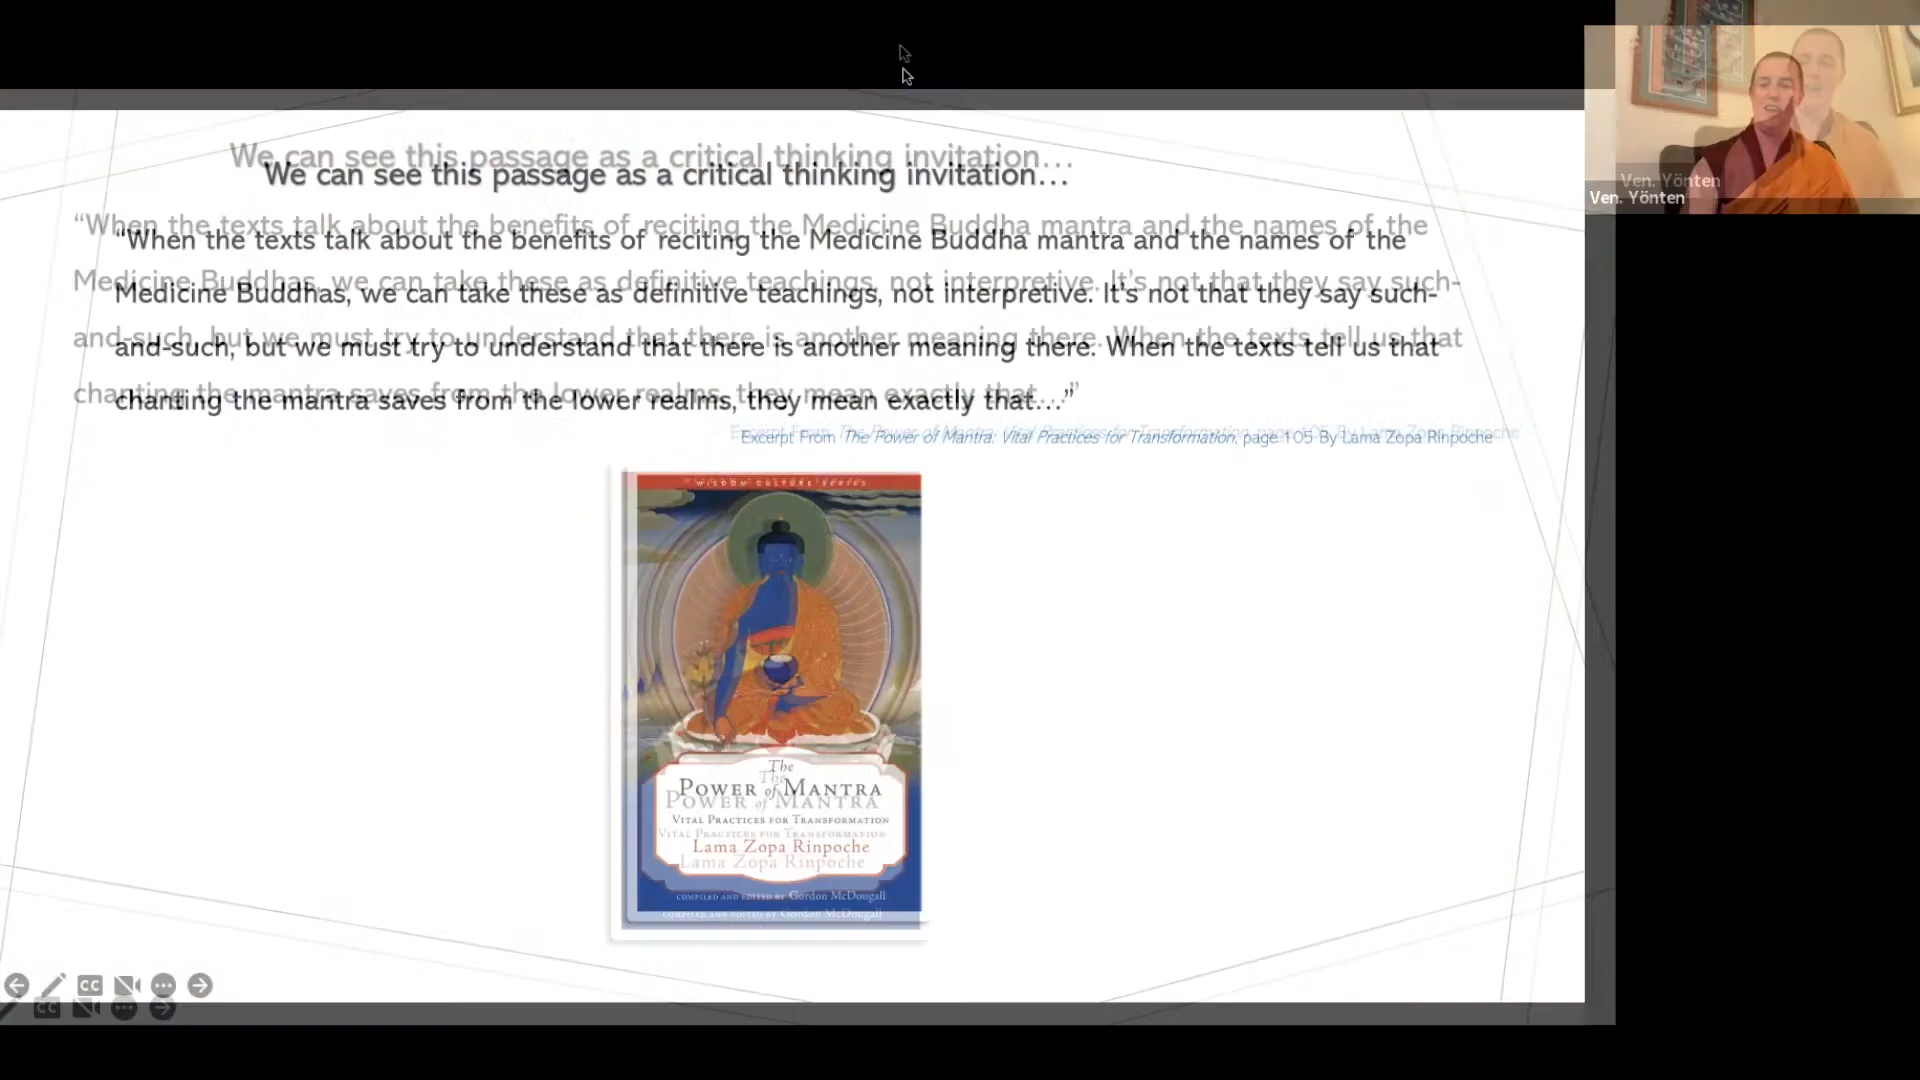 We can see this passage as a critical thinking invitation...
“When the texts talk about the benefits of reciting the Medicine Buddha mantra and the names of the
Medicine Buddhas, we can take these as definitive teachings, not interpretive. It’s not that they say such-
and-such, but we must try to understand that there is another meaning there. When the texts tell us that
chanting the mantra saves from the lower realms, they mean exactly that...”
Excerpt From The Power of Mantra: Vital Practices for Transformation, page 105 By Lama Zopa Rinpoche
WISDOM CULTURE SERIES
The
POWER of MANTRA
VITAL PRACTICES FOR TRANSFORMATION
Lama Zopa Rinpoche
COMPILED AND EDITED BY Gordon McDougall
Ven. Yönten
CC